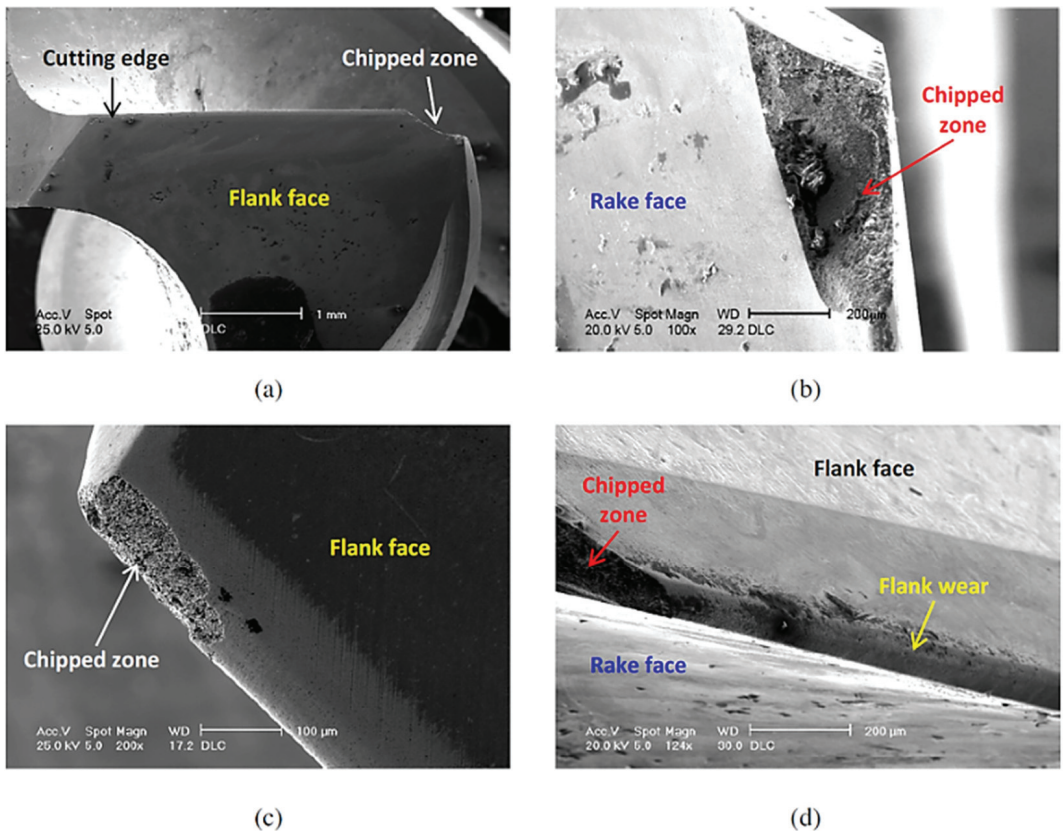 Cutting edge
Chipped zone
Flank face
Acc.V Spot
25.0 kV 5.0 DLC
1 mm
(a)
Chipped
zone
Rake face
Acc.V Spot Magn WD
20.0 kV 5.0 100x 29.2 DLC
200µm
(b)
Flank face
Chipped zone
Acc.V Spot Magn WD
25.0 kV 5.0 200x 17.2 DLC
100 µm
(c)
Flank face
Chipped
zone
Flank wear
Rake face
Acc.V Spot Magn WD
20.0 kV 5.0 124x 30.0 DLC
200 µm
(d)